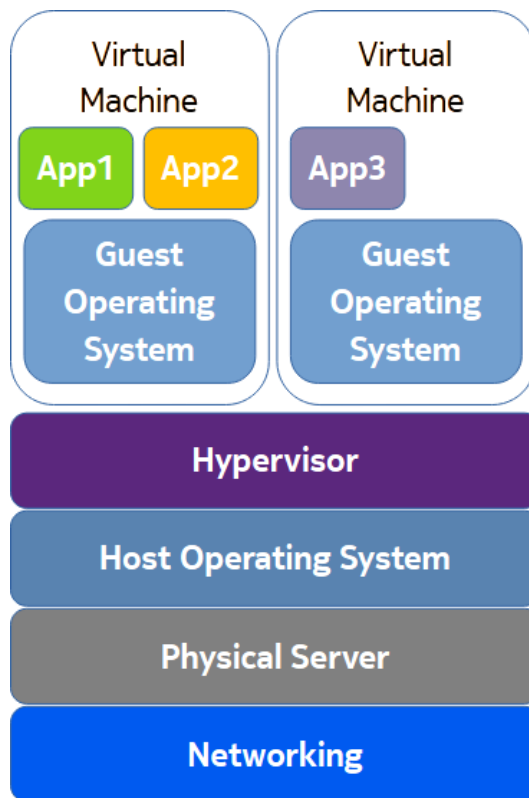 Virtual
Machine
App1
App2
Guest
Operating
System
Virtual
Machine
App3
Guest
Operating
System
Hypervisor
Host Operating System
Physical Server
Networking